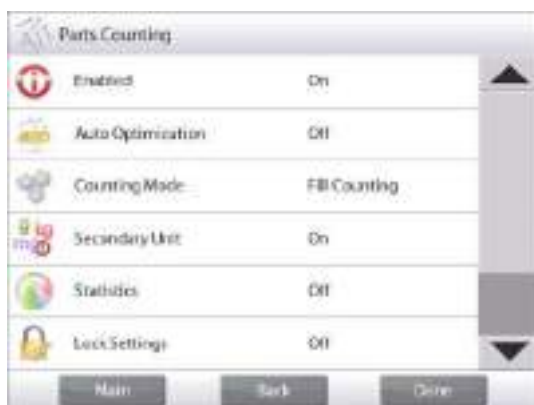 Parts Counting
Enabled On
Auto Optimization Off
Counting Mode Fill Counting
Secondary Unit On
Statistics Off
Lock Settings Off
Main Back Done